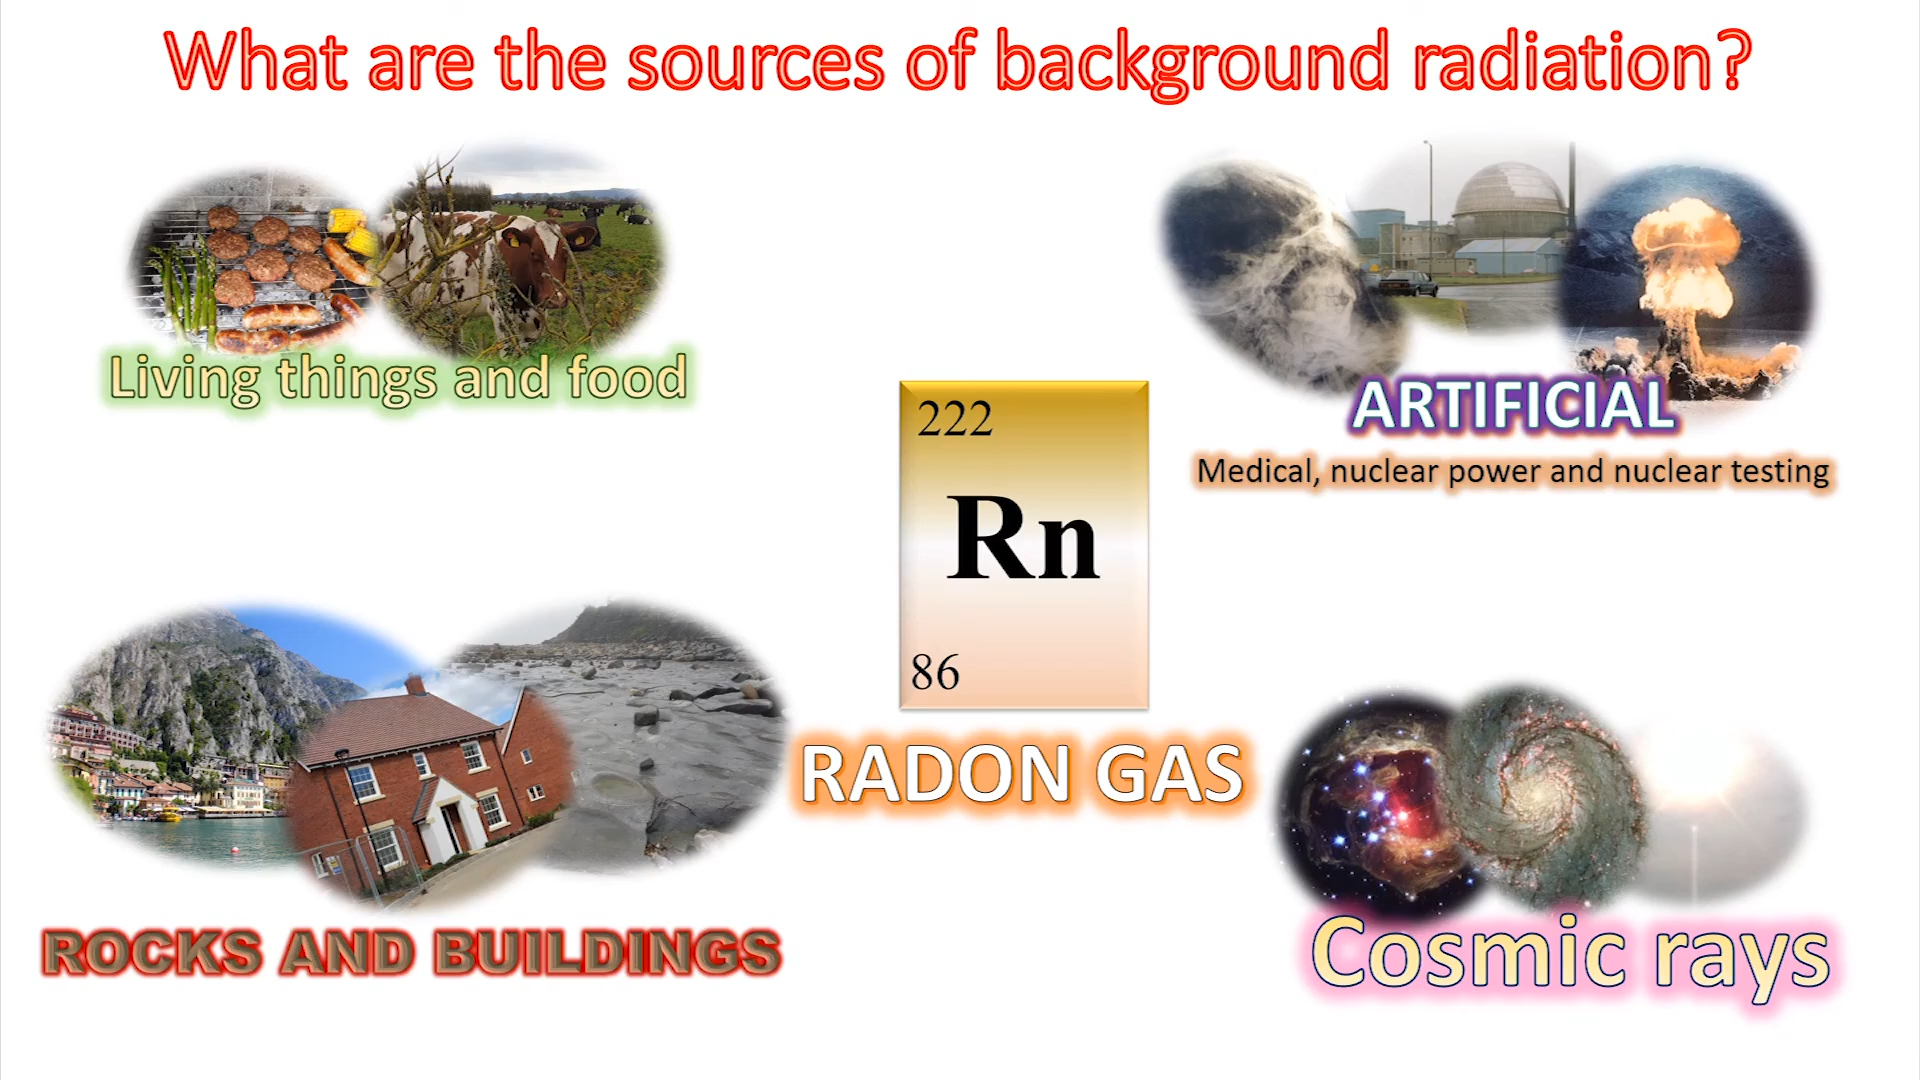 What are the sources of background radiation?
Living things and food
ARTIFICIAL
Medical, nuclear power and nuclear testing
222
Rn
86
RADON GAS
ROCKS AND BUILDINGS
Cosmic rays